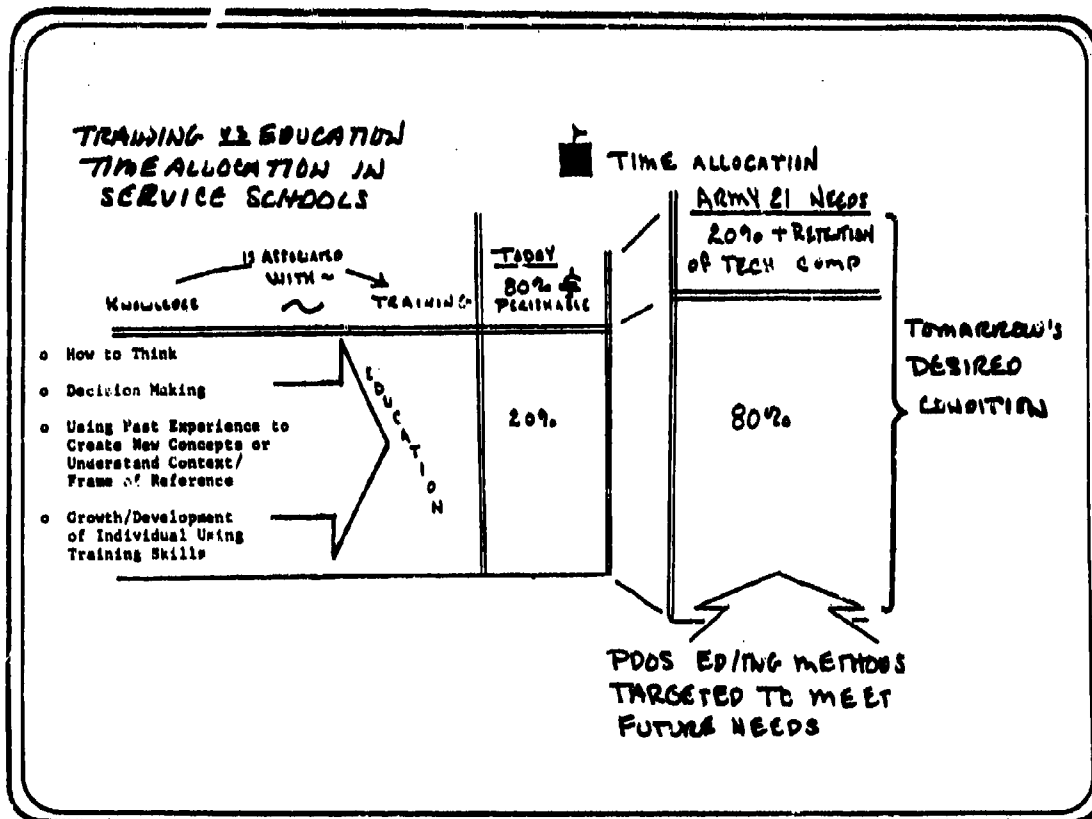 TRAINING VS EDUCATION
TIME ALLOCATION IN
SERVICE SCHOOLS
TIME ALLOCATION
ARMY 21 NEEDS
20% + RETENTION
OF TECH COMP
IS AFFILIATED
WITH ~
KNOWLEDGE
~
TRAINING
TODAY
80%
PERISHABLE
o How to Think
o Decision Making
o Using Past Experience to
Create New Concepts or
Understand Context/
Frame of Reference
o Growth/Development
of Individual Using
Training Skills
EDUCATION
20%
80%
TOMARROW'S
DESIRED
CONDITION
PDOS ED/TNG METHODS
TARGETED TO MEET
FUTURE NEEDS